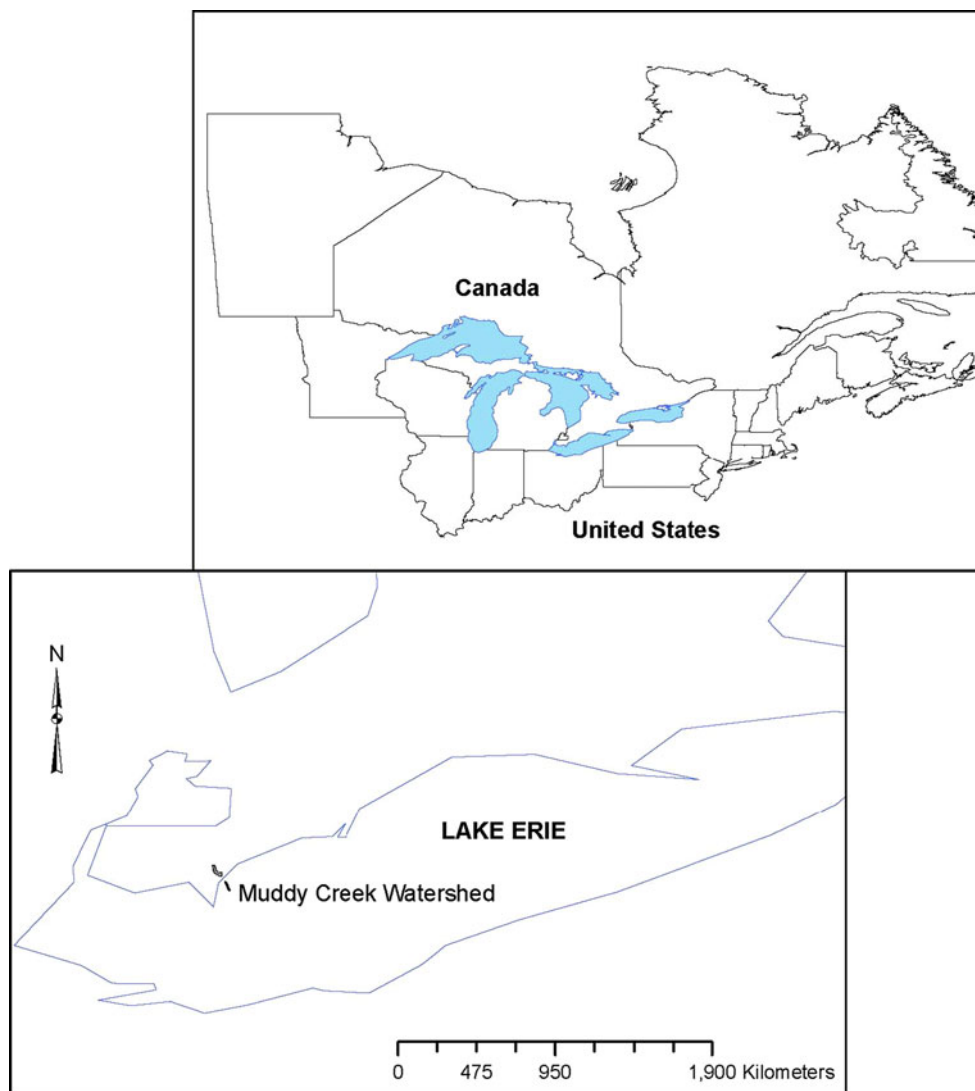 Canada
United States
N
LAKE ERIE
Muddy Creek Watershed
0 475 950 1,900 Kilometers